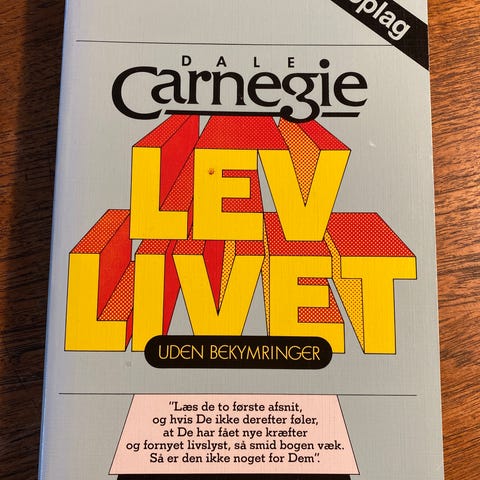 oplag
DALE
Carnegie
LEV
LIVET
UDEN BEKYMRINGER
"Læs de to første afsnit,
og hvis De ikke derefter føler,
at De har fået nye kræfter
og fornyet livslyst, så smid bogen væk.
Så er den ikke noget for Dem".